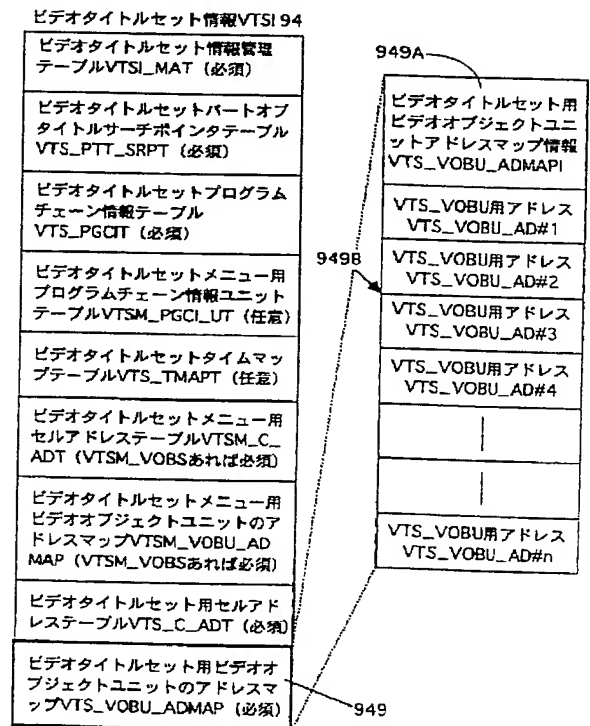 ビデオタイトルセット情報VTSI 94
ビデオタイトルセット情報管理
テーブルVTSI_MAT（必須）
ビデオタイトルセットパートオブ
タイトルサーチポインタテーブル
VTS_PTT_SRPT（必須）
ビデオタイトルセットプログラム
チェーン情報テーブル
VTS_PGCIT（必須）
ビデオタイトルセットメニュー用
プログラムチェーン情報ユニット
テーブルVTSM_PGCI_UT（任意）
ビデオタイトルセットタイムマッ
プテーブルVTS_TMAPT（任意）
ビデオタイトルセットメニュー用
セルアドレステーブルVTSM_C_
ADT（VTSM_VOBSあれば必須）
ビデオタイトルセットメニュー用
ビデオオブジェクトユニットのア
ドレスマップVTSM_VOBU_AD
MAP（VTSM_VOBSあれば必須）
ビデオタイトルセット用セルアド
レステーブルVTS_C_ADT（必須）
ビデオタイトルセット用ビデオオ
ブジェクトユニットのアドレスマ
ップVTS_VOBU_ADMAP（必須）
949
949A
ビデオタイトルセット用
ビデオオブジェクトユニ
ットアドレスマップ情報
VTS_VOBU_ADMAPI
VTS_VOBU用アドレス
VTS_VOBU_AD#1
949B
VTS_VOBU用アドレス
VTS_VOBU_AD#2
VTS_VOBU用アドレス
VTS_VOBU_AD#3
VTS_VOBU用アドレス
VTS_VOBU_AD#4
VTS_VOBU用アドレス
VTS_VOBU_AD#n